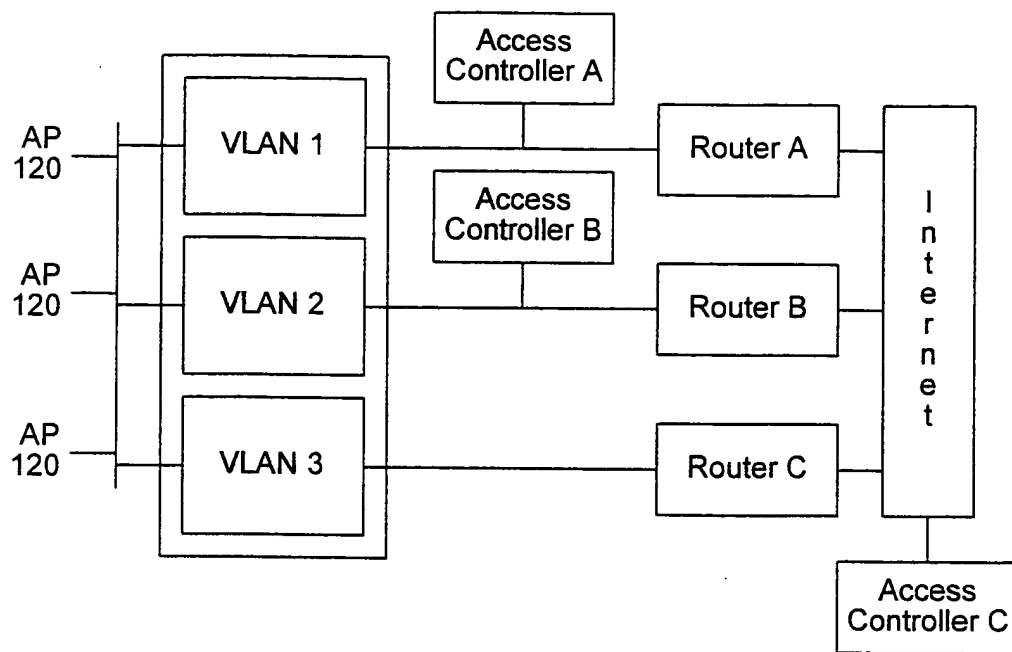 Access
Controller A
AP
120
VLAN 1
Router A
Access
Controller B
AP
120
VLAN 2
Router B
Internet
AP
120
VLAN 3
Router C
Access
Controller C